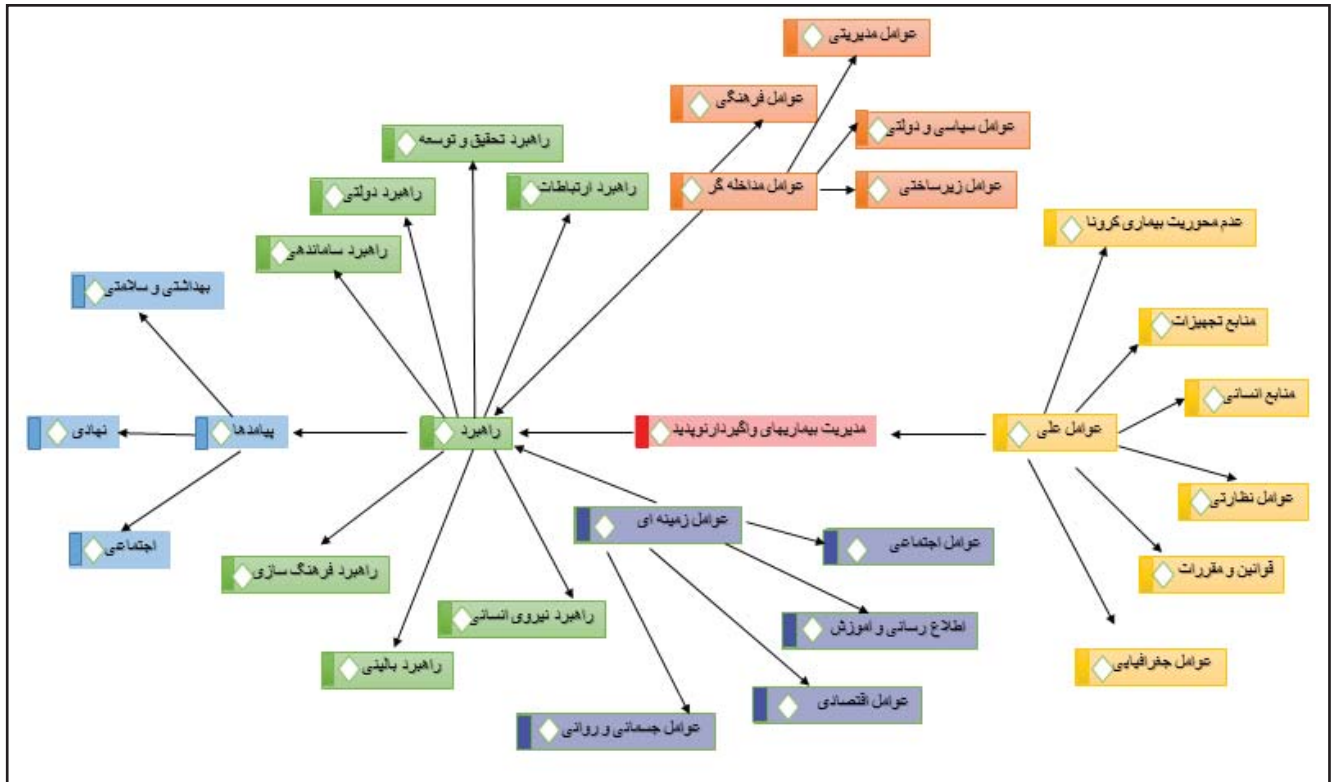 عوامل مدیریتی
عوامل فرهنگی
عوامل سیاسی و دولتی
عوامل مداخله گر
عوامل زیرساختی
راهبرد تحقیق و توسعه
راهبرد ارتباطات
راهبرد دولتی
راهبرد ساماندهی
عدم محوریت بیماری کرونا
منابع تجهیزات
منابع انسانی
عوامل علی
عوامل نظارتی
قوانین و مقررات
عوامل جغرافیایی
مدیریت بیماریهای واگیردارنوپدید
راهبرد
پیامدها
بهداشتی و سلامتی
نهادی
اجتماعی
راهبرد فرهنگ سازی
راهبرد نیروی انسانی
راهبرد بالینی
عوامل زمینه ای
عوامل اجتماعی
اطلاع رسانی و اموزش
عوامل اقتصادی
عوامل جسمانی و روانی